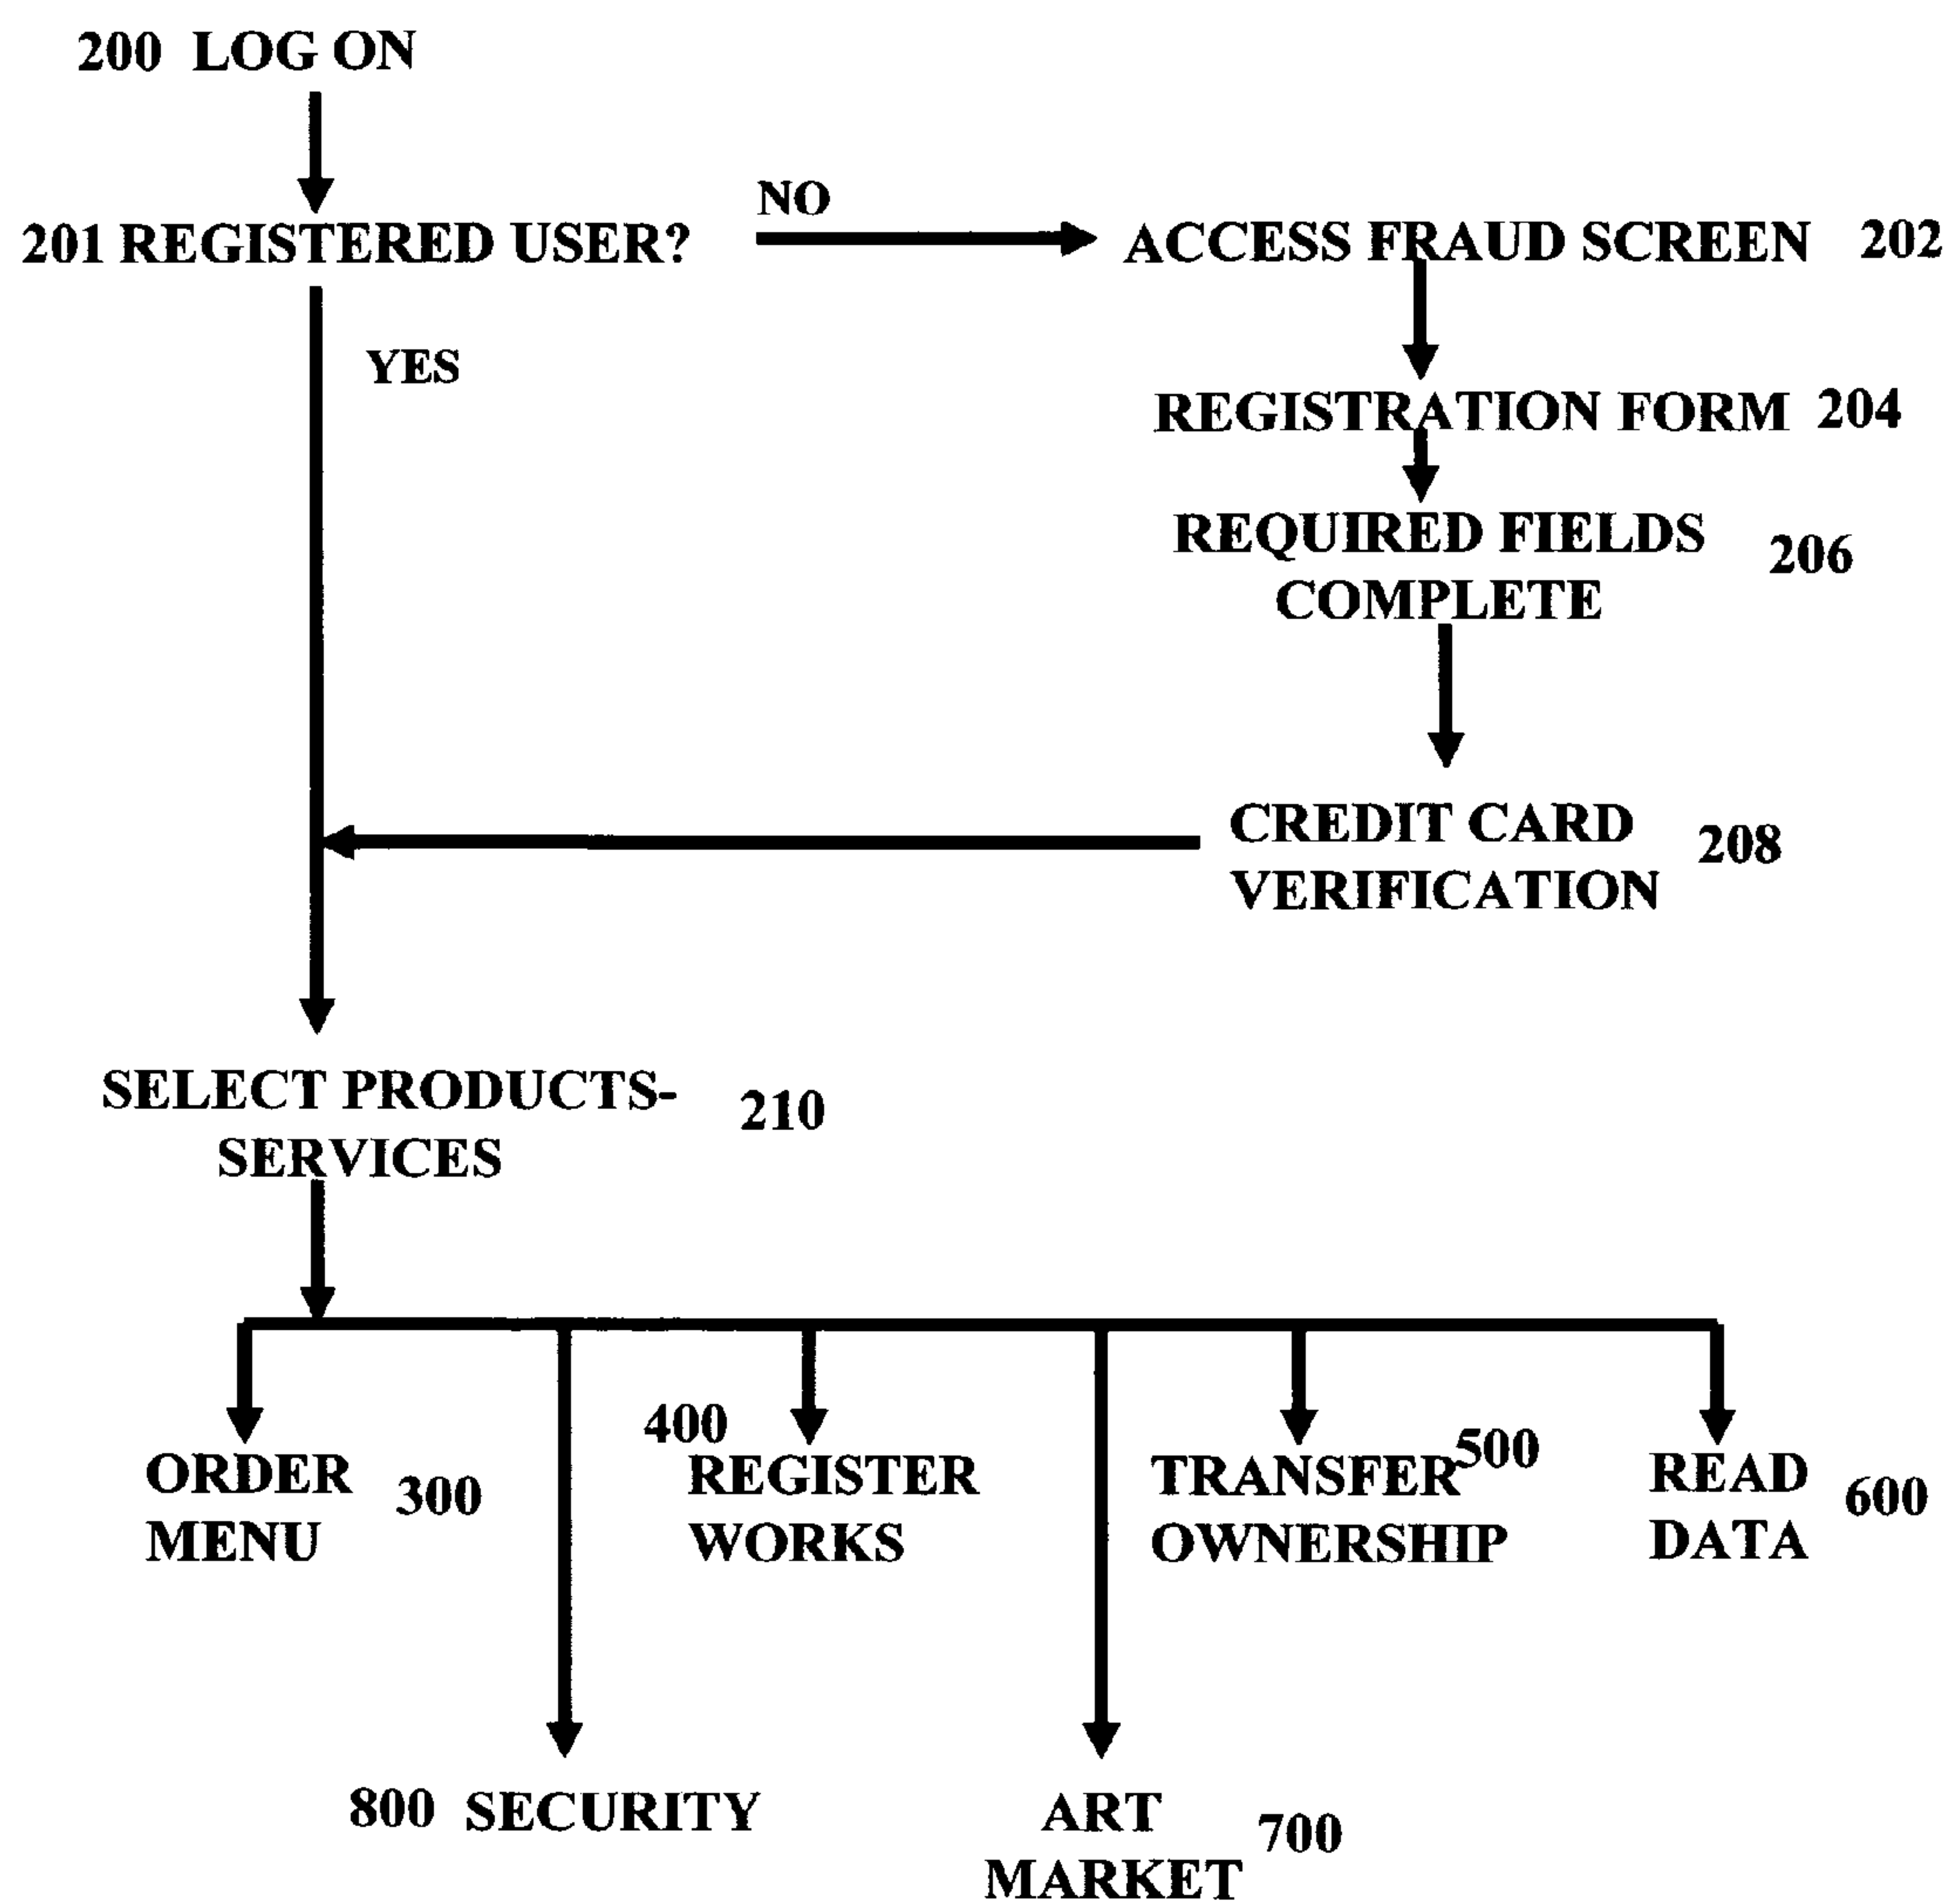 200 LOG ON
NO
201 REGISTERED USER?
ACCESS FRAUD SCREEN 202
YES
REGISTRATION FORM 204
REQUIRED FIELDS
COMPLETE
206
CREDIT CARD
VERIFICATION
208
SELECT PRODUCTS-
SERVICES
210
ORDER
MENU
300
400
REGISTER
WORKS
TRANSFER
OWNERSHIP
500
READ
DATA
600
800 SECURITY
ART
MARKET
700